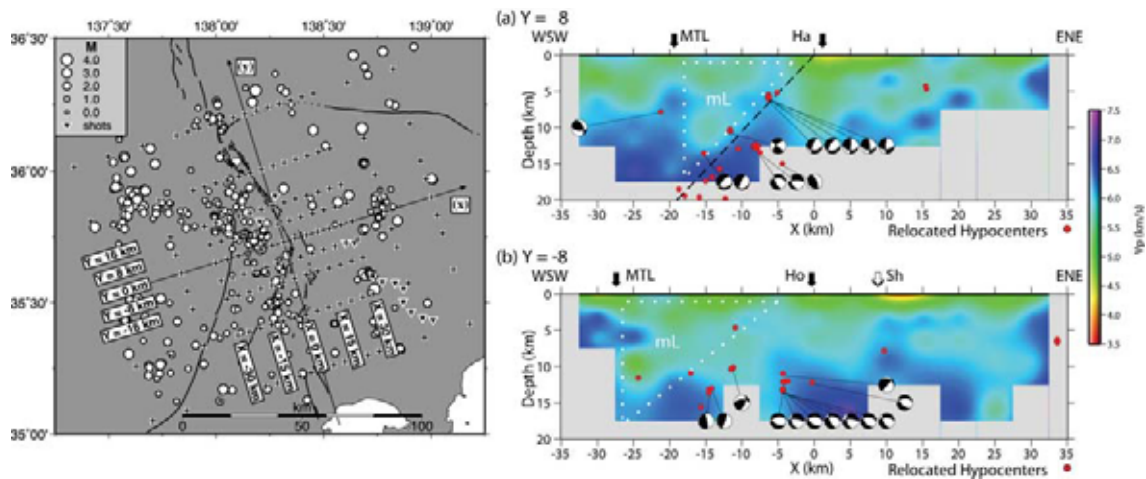 137°30'
138°00'
138°30'
139°00'
36°30'
36°00'
35°30'
35°00'
M
4.0
3.0
2.0
1.0
0.0
shots
(Y)
(X)
Y = 0 km
X = 0 km
X = 15 km
X = 30 km
km
0
50
100
(a) Y = 8
WSW
MTL
Ha
ENE
mL
Depth (km)
0
5
10
15
20
-35 -30 -25 -20 -15 -10 -5 0 5 10 15 20 25 30 35
X (km)
Relocated Hypocenters
(b) Y = -8
WSW
MTL
Ho
Sh
ENE
mL
Depth (km)
0
5
10
15
20
-35 -30 -25 -20 -15 -10 -5 0 5 10 15 20 25 30 35
X (km)
Relocated Hypocenters
7.5
7.0
6.5
6.0
5.5
5.0
4.5
4.0
3.5
Vp (km/s)